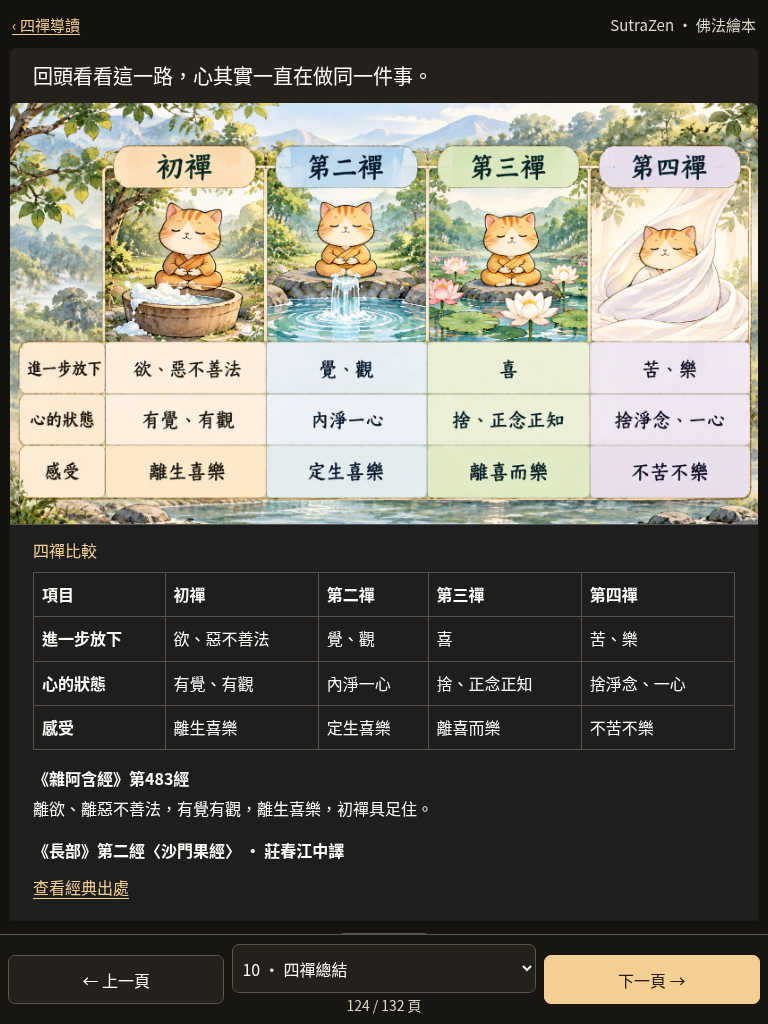 ‹ 四禪導讀
SutraZen · 佛法繪本
回頭看看這一路，心其實一直在做同一件事。
初禪 第二禪 第三禪 第四禪
進一步放下 欲、惡不善法 覺、觀 喜 苦、樂
心的狀態 有覺、有觀 內淨一心 捨、正念正知 捨淨念、一心
感受 離生喜樂 定生喜樂 離喜而樂 不苦不樂
四禪比較
項目 初禪 第二禪 第三禪 第四禪
進一步放下 欲、惡不善法 覺、觀 喜 苦、樂
心的狀態 有覺、有觀 內淨一心 捨、正念正知 捨淨念、一心
感受 離生喜樂 定生喜樂 離喜而樂 不苦不樂
《雜阿含經》第483經
離欲、離惡不善法，有覺有觀，離生喜樂，初禪具足住。
《長部》第二經〈沙門果經〉 · 莊春江中譯
查看經典出處
← 上一頁
10 · 四禪總結
下一頁 →
124 / 132 頁